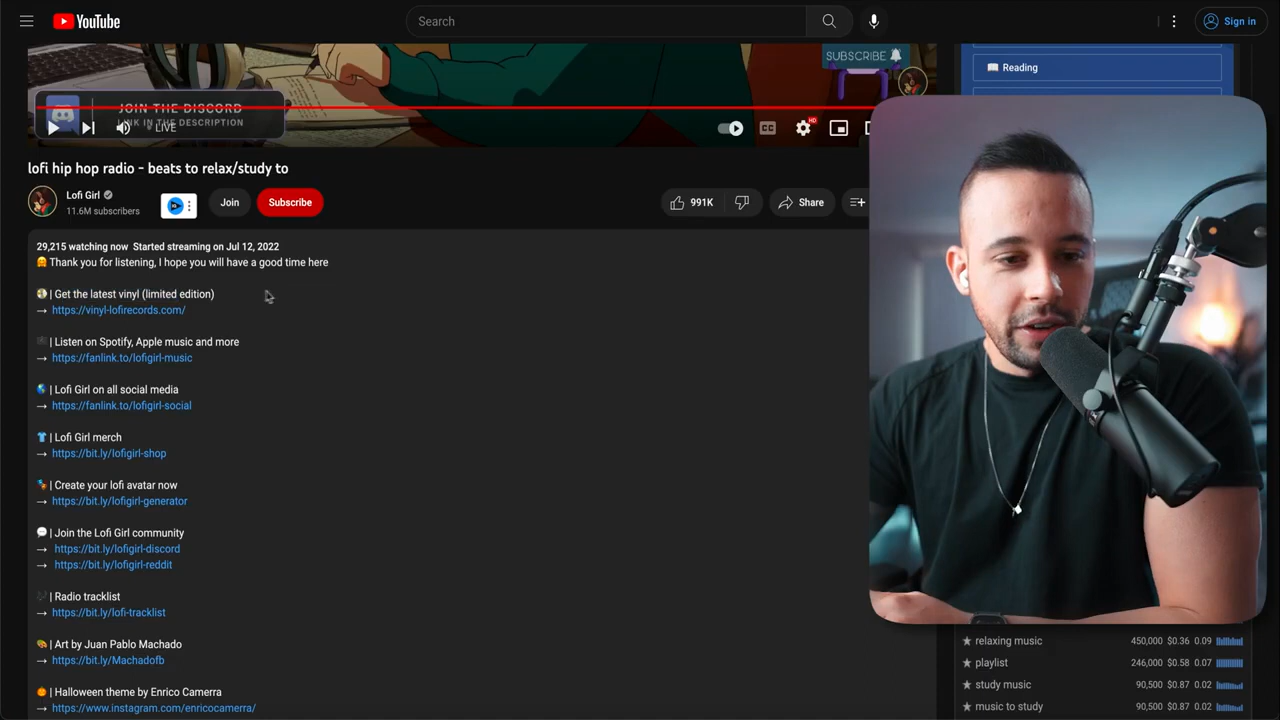 YouTube
Search
Sign in
SUBSCRIBE
Reading
JOIN THE DISCORD
LINK IN THE DESCRIPTION
LIVE
CC
HD
lofi hip hop radio - beats to relax/study to
Lofi Girl
11.6M subscribers
Join
Subscribe
991K
Share
29,215 watching now Started streaming on Jul 12, 2022
🤗 Thank you for listening, I hope you will have a good time here
| Get the latest vinyl (limited edition)
→ https://vinyl-lofirecords.com/
| Listen on Spotify, Apple music and more
→ https://fanlink.to/lofigirl-music
🌎 | Lofi Girl on all social media
→ https://fanlink.to/lofigirl-social
👕 | Lofi Girl merch
→ https://bit.ly/lofigirl-shop
🎭 | Create your lofi avatar now
→ https://bit.ly/lofigirl-generator
💬 | Join the Lofi Girl community
→ https://bit.ly/lofigirl-discord
→ https://bit.ly/lofigirl-reddit
🎶 | Radio tracklist
→ https://bit.ly/lofi-tracklist
🎨 | Art by Juan Pablo Machado
→ https://bit.ly/Machadofb
🎃 | Halloween theme by Enrico Camerra
→ https://www.instagram.com/enricocamerra/
★ relaxing music 450,000 $0.36 0.09
★ playlist 246,000 $0.58 0.07
★ study music 90,500 $0.87 0.02
★ music to study 90,500 $0.87 0.02